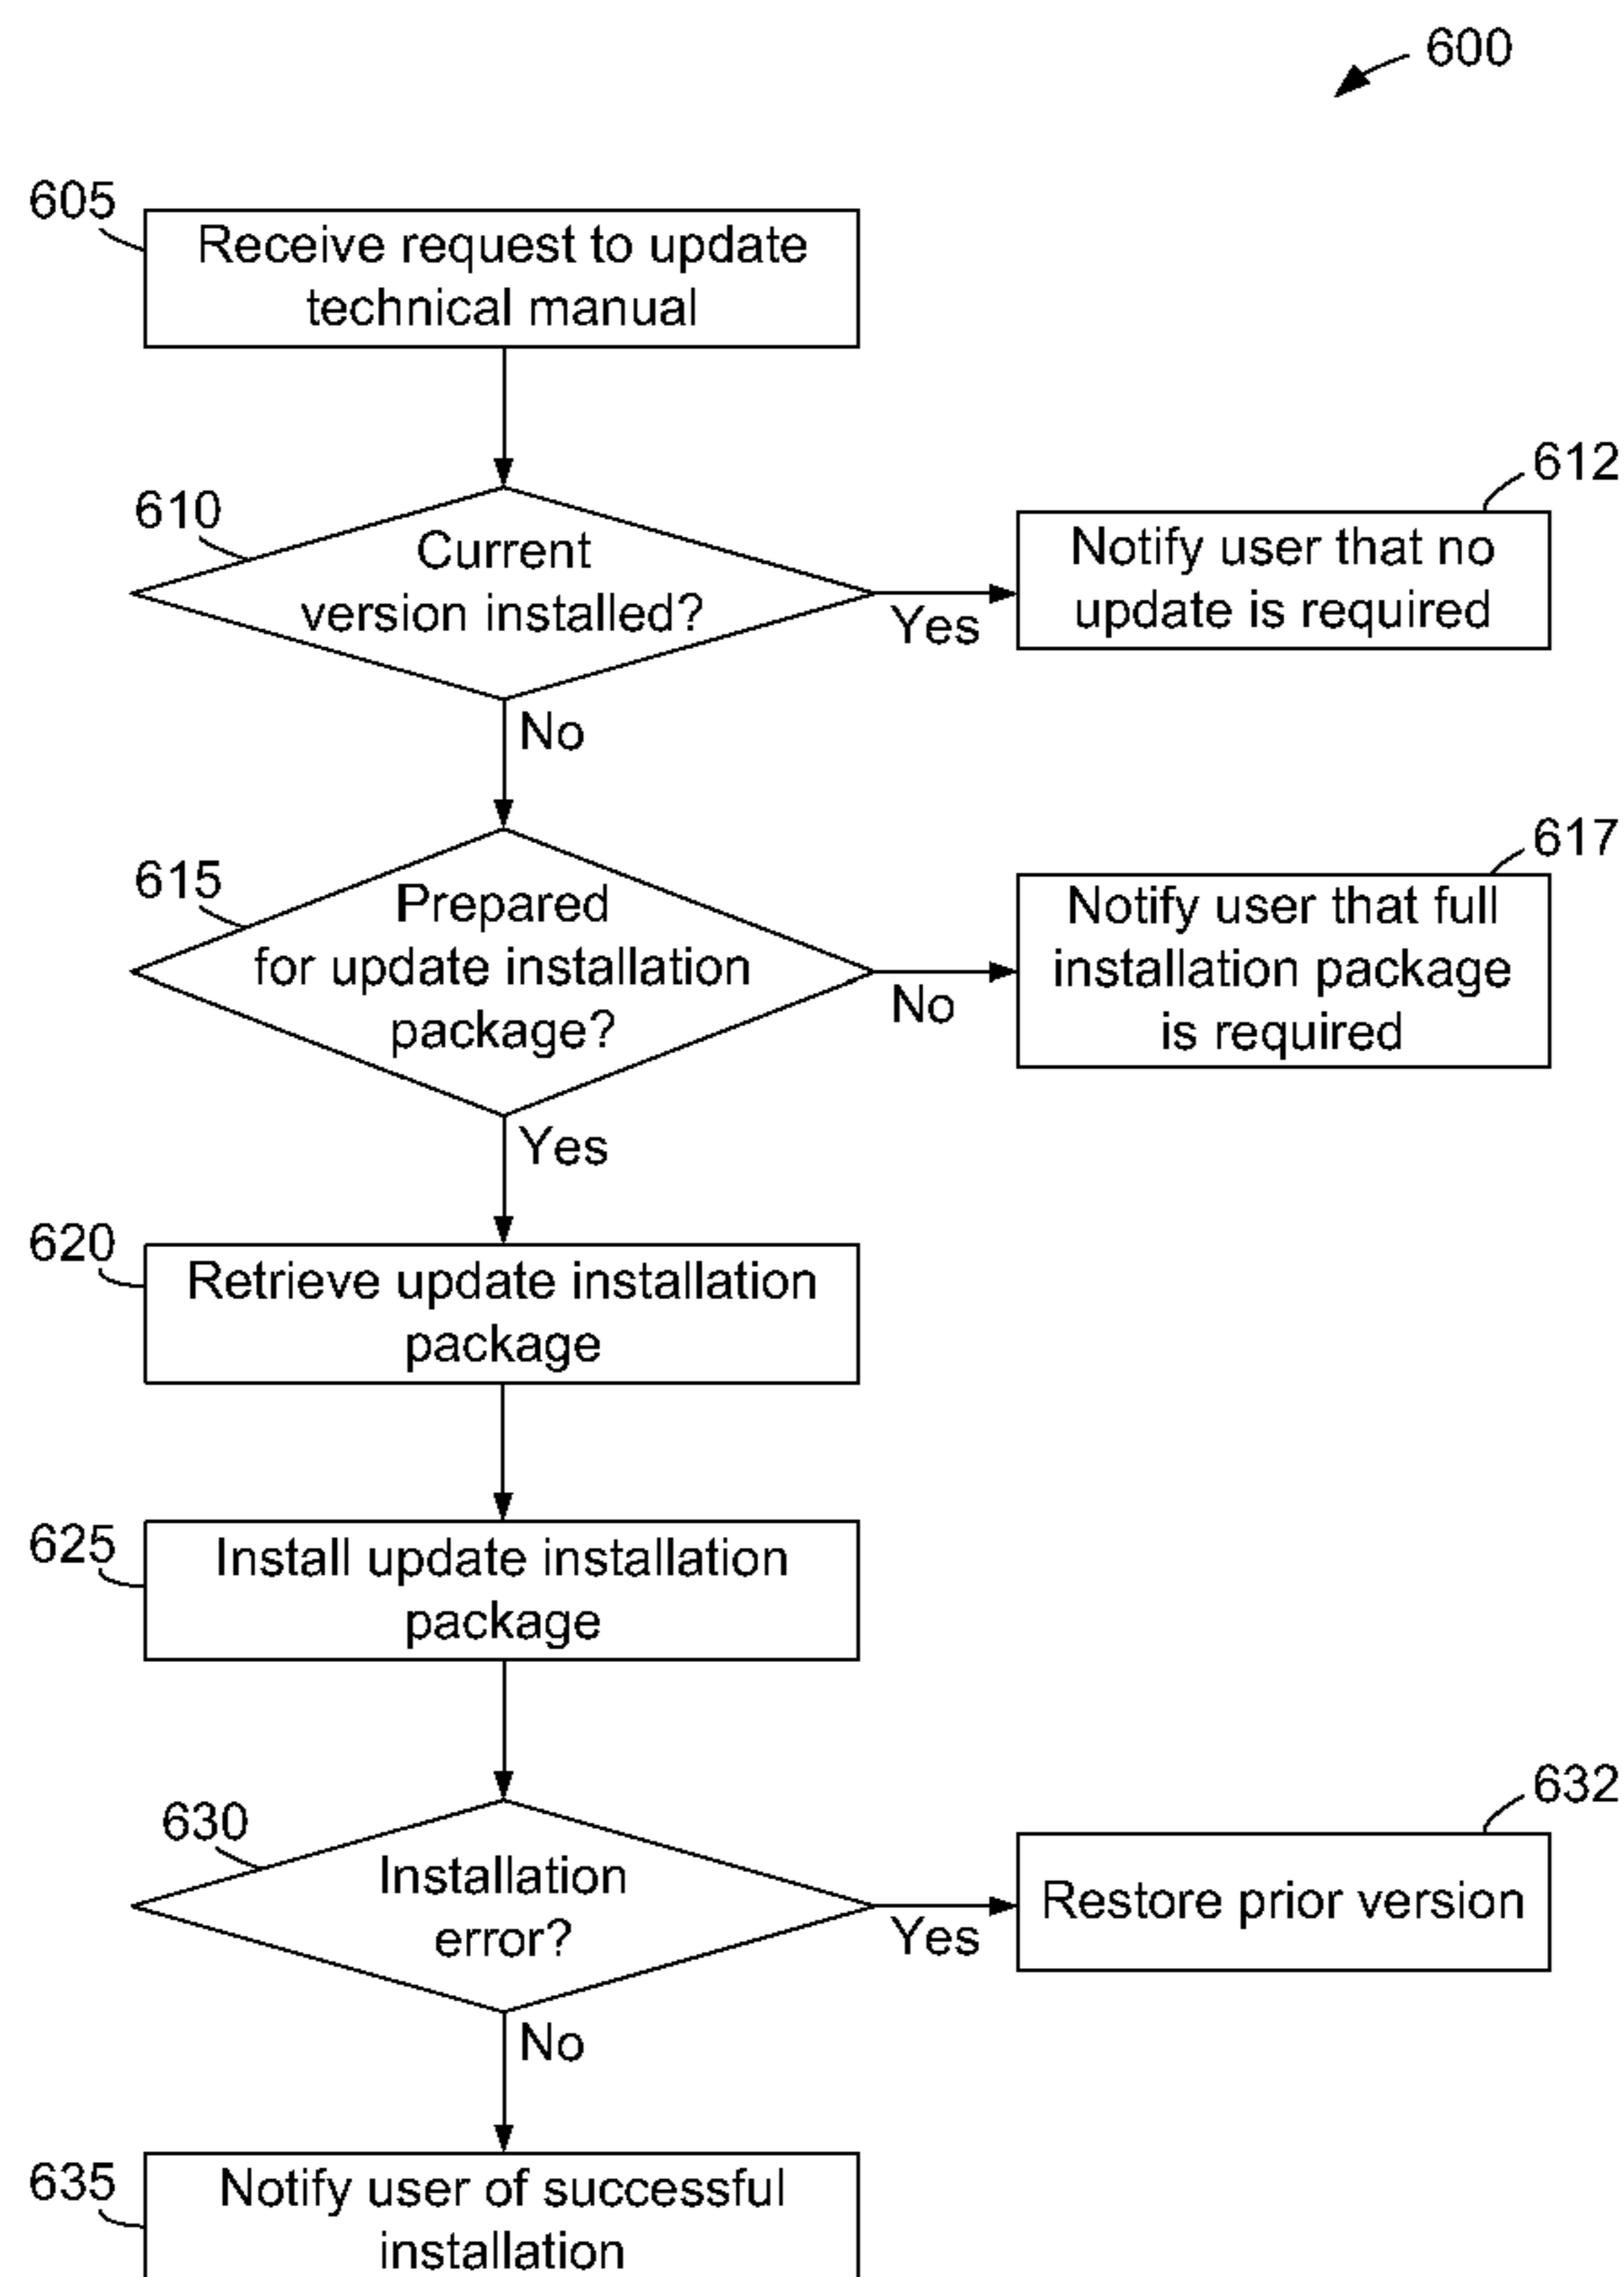 600
605
Receive request to update
technical manual
610
Current
version installed?
Yes
612
Notify user that no
update is required
No
615
Prepared
for update installation
package?
No
617
Notify user that full
installation package
is required
Yes
620
Retrieve update installation
package
625
Install update installation
package
630
Installation
error?
Yes
632
Restore prior version
No
635
Notify user of successful
installation